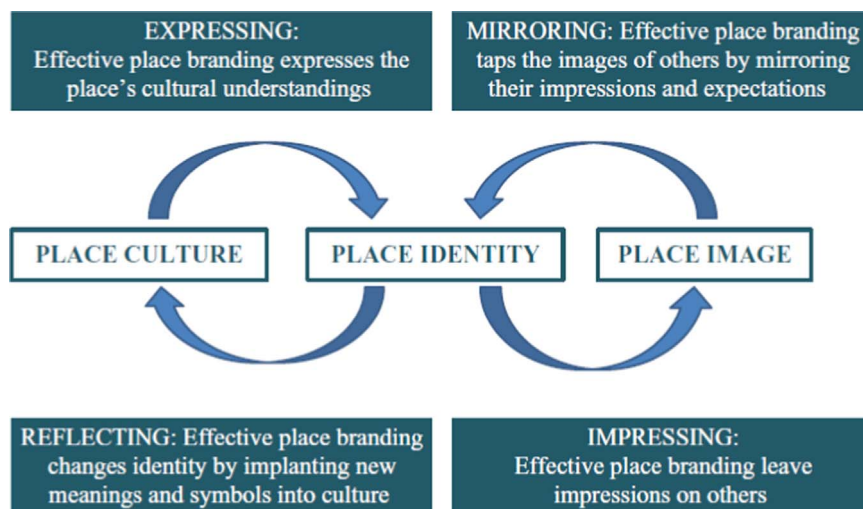 EXPRESSING:
Effective place branding expresses the
place's cultural understandings
MIRRORING: Effective place branding
taps the images of others by mirroring
their impressions and expectations
PLACE CULTURE
PLACE IDENTITY
PLACE IMAGE
REFLECTING: Effective place branding
changes identity by implanting new
meanings and symbols into culture
IMPRESSING:
Effective place branding leave
impressions on others